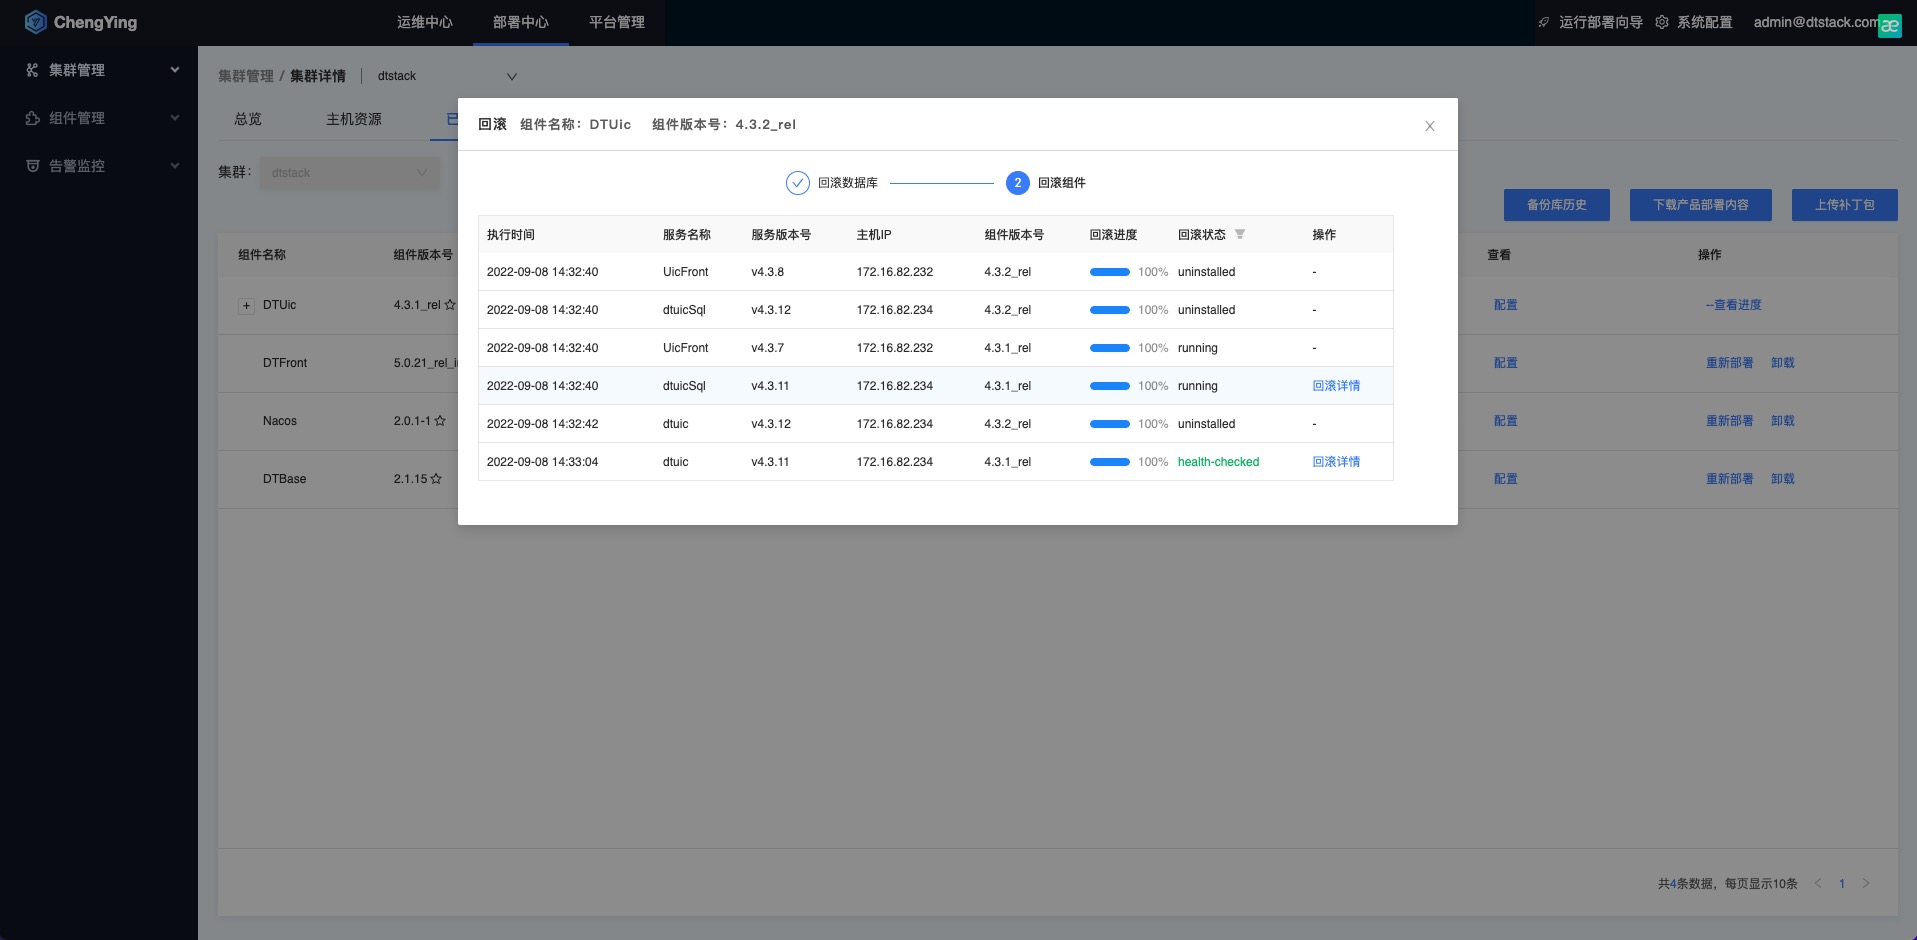 ChengYing
运维中心
部署中心
平台管理
运行部署向导
系统配置
admin@dtstack.com
集群管理
组件管理
告警监控
集群管理 / 集群详情
dtstack
总览
主机资源
集群：
dtstack
备份库历史
下载产品部署内容
上传补丁包
组件名称 组件版本号 查看 操作
DTUic 4.3.1_rel 配置 --查看进度
DTFront 5.0.21_rel_i 配置 重新部署 卸载
Nacos 2.0.1-1 配置 重新部署 卸载
DTBase 2.1.15 配置 重新部署 卸载
共4条数据，每页显示10条 < 1 >
回滚 组件名称：DTUic 组件版本号：4.3.2_rel
回滚数据库
2 回滚组件
执行时间 服务名称 服务版本号 主机IP 组件版本号 回滚进度 回滚状态 操作
2022-09-08 14:32:40 UicFront v4.3.8 172.16.82.232 4.3.2_rel 100% uninstalled -
2022-09-08 14:32:40 dtuicSql v4.3.12 172.16.82.234 4.3.2_rel 100% uninstalled -
2022-09-08 14:32:40 UicFront v4.3.7 172.16.82.232 4.3.1_rel 100% running -
2022-09-08 14:32:40 dtuicSql v4.3.11 172.16.82.234 4.3.1_rel 100% running 回滚详情
2022-09-08 14:32:42 dtuic v4.3.12 172.16.82.234 4.3.2_rel 100% uninstalled -
2022-09-08 14:33:04 dtuic v4.3.11 172.16.82.234 4.3.1_rel 100% health-checked 回滚详情